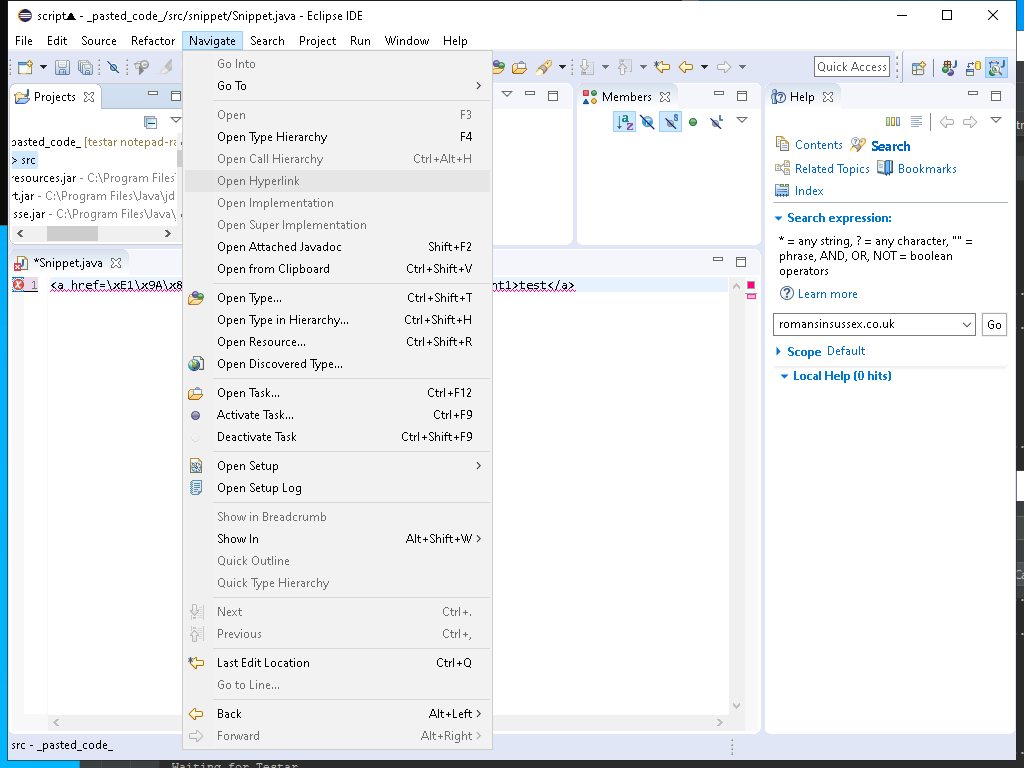 script▲ - _pasted_code_/src/snippet/Snippet.java - Eclipse IDE
File Edit Source Refactor Navigate Search Project Run Window Help
Quick Access
Projects
pasted_code_ [testar notepad-ra
> src
resources.jar - C:\Program Files
t.jar - C:\Program Files\Java\jd
sse.jar - C:\Program Files\Java\
*Snippet.java
1 <a href=\xE1\x9A\x8
nt1>test</a>
Go Into
Go To
Open F3
Open Type Hierarchy F4
Open Call Hierarchy Ctrl+Alt+H
Open Hyperlink
Open Implementation
Open Super Implementation
Open Attached Javadoc Shift+F2
Open from Clipboard Ctrl+Shift+V
Open Type... Ctrl+Shift+T
Open Type in Hierarchy... Ctrl+Shift+H
Open Resource... Ctrl+Shift+R
Open Discovered Type...
Open Task... Ctrl+F12
Activate Task... Ctrl+F9
Deactivate Task Ctrl+Shift+F9
Open Setup
Open Setup Log
Show in Breadcrumb
Show In Alt+Shift+W
Quick Outline
Quick Type Hierarchy
Next Ctrl+.
Previous Ctrl+,
Last Edit Location Ctrl+Q
Go to Line...
Back Alt+Left
Forward Alt+Right
Members
Help
Contents Search
Related Topics Bookmarks
Index
Search expression:
* = any string, ? = any character, "" =
phrase, AND, OR, NOT = boolean
operators
Learn more
romansinsussex.co.uk Go
Scope Default
Local Help (0 hits)
src - _pasted_code_
Waiting for Testar